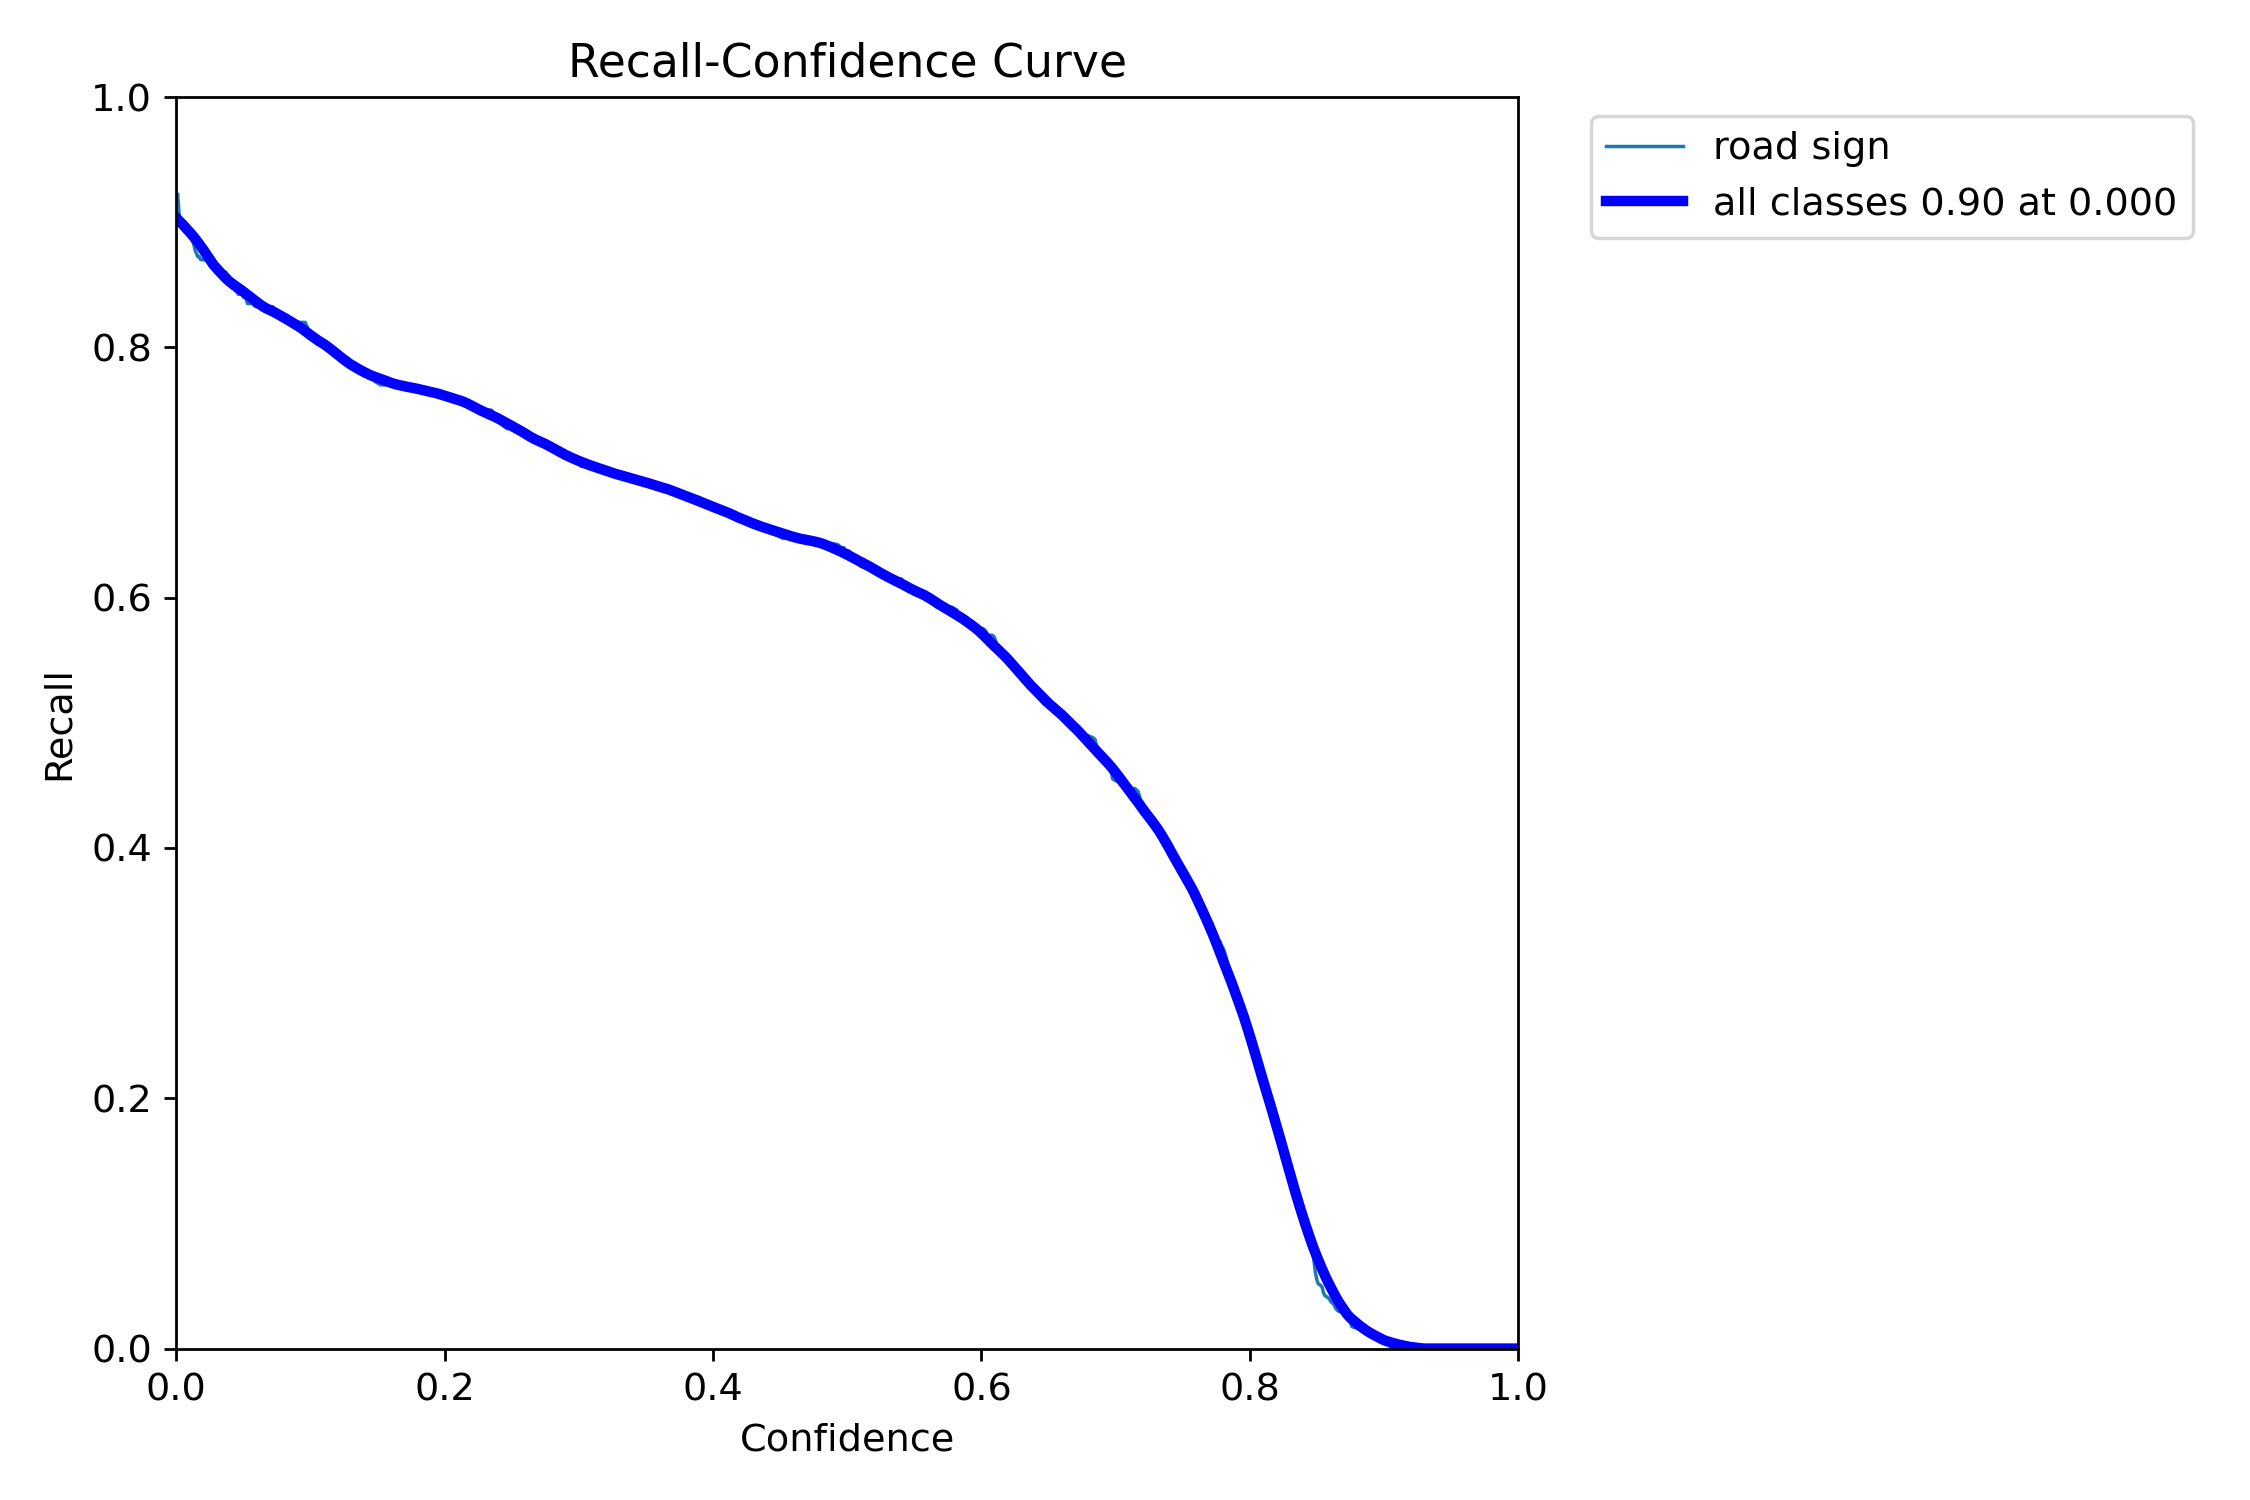 Recall-Confidence Curve
1.0
0.8
0.6
0.4
0.2
0.0
Recall
0.0 0.2 0.4 0.6 0.8 1.0
Confidence
road sign
all classes 0.90 at 0.000